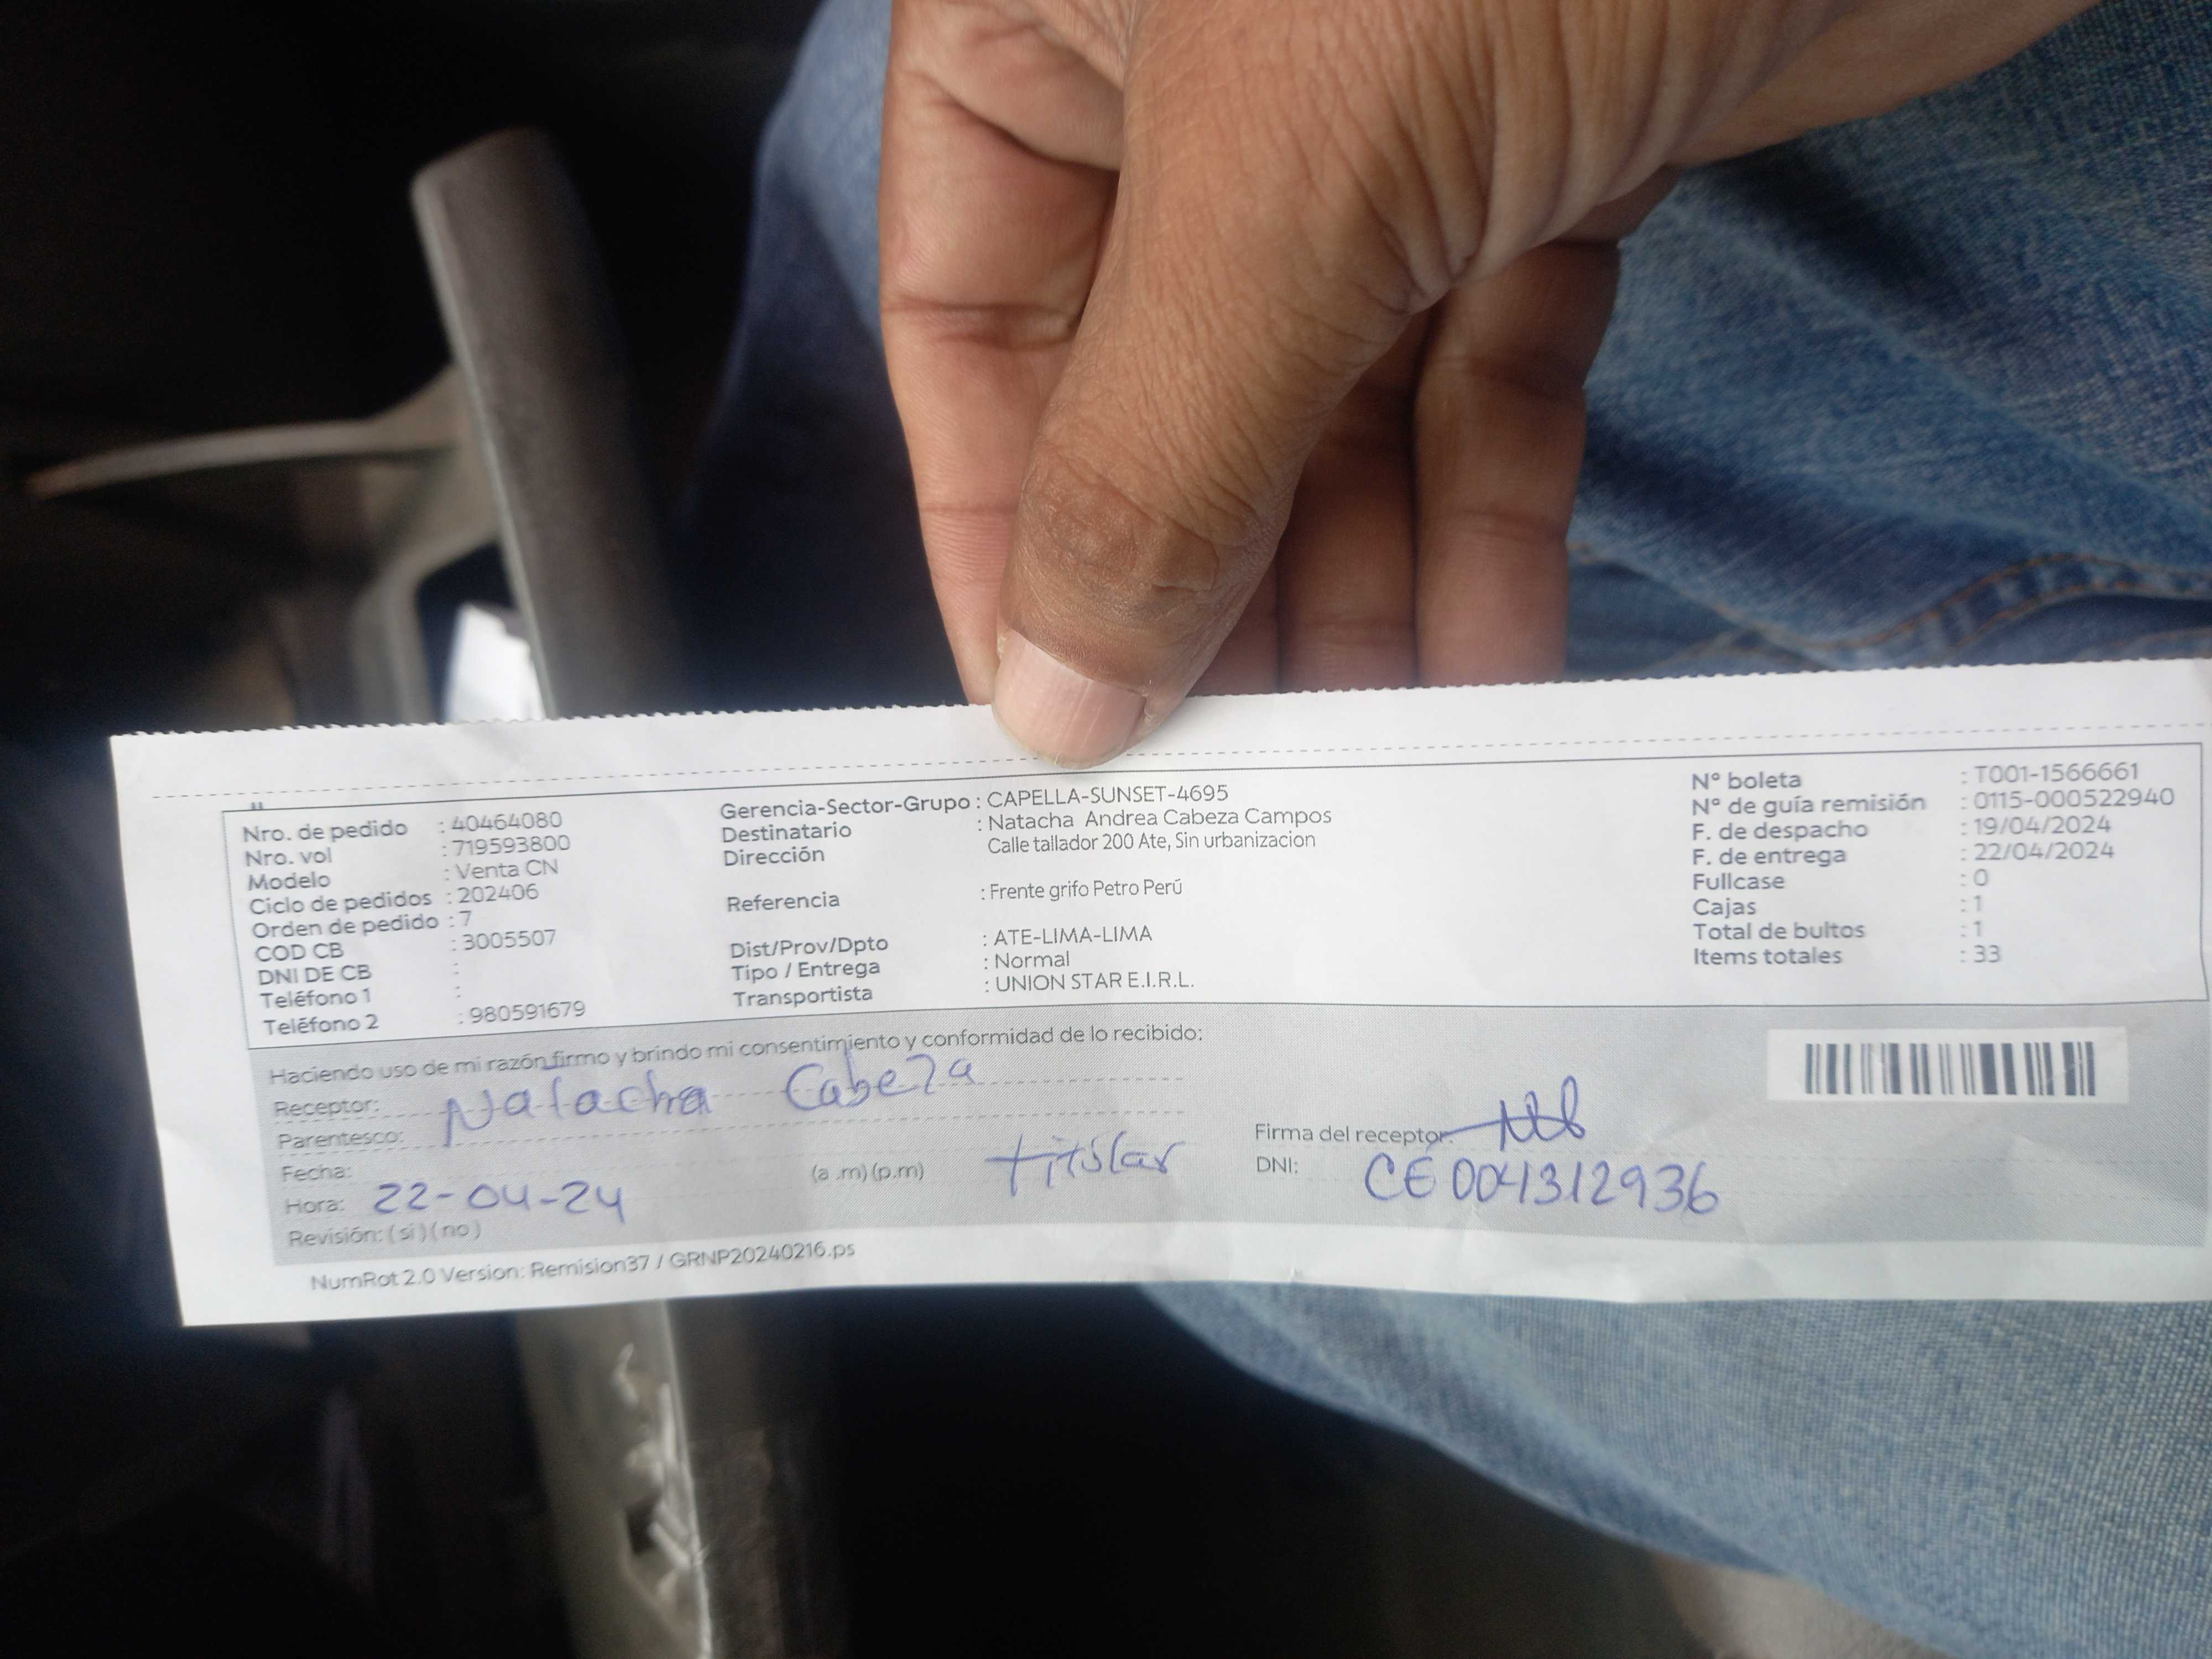 Nro. de pedido : 40464080
Nro. vol : 719593800
Modelo : Venta CN
Ciclo de pedidos : 202406
Orden de pedido : 7
COD CB : 3005507
DNI DE CB :
Teléfono 1 :
Teléfono 2 : 980591679
Gerencia-Sector-Grupo : CAPELLA-SUNSET-4695
Destinatario : Natacha Andrea Cabeza Campos
Dirección Calle tallador 200 Ate, Sin urbanizacion
Referencia : Frente grifo Petro Perú
Dist/Prov/Dpto : ATE-LIMA-LIMA
Tipo / Entrega : Normal
Transportista : UNION STAR E.I.R.L.
N° boleta : T001-1566661
N° de guía remisión : 0115-000522940
F. de despacho : 19/04/2024
F. de entrega : 22/04/2024
Fullcase : 0
Cajas : 1
Total de bultos : 1
Items totales : 33
Haciendo uso de mi razón firmo y brindo mi consentimiento y conformidad de lo recibido:
Receptor: Natacha Cabeza
Parentesco: titular
Fecha: (a .m) (p.m)
Hora: 22-04-24
Revisión: ( si ) ( no )
Firma del receptor:
DNI: CE 004312936
NumRot 2.0 Version: Remision37 / GRNP20240216.ps